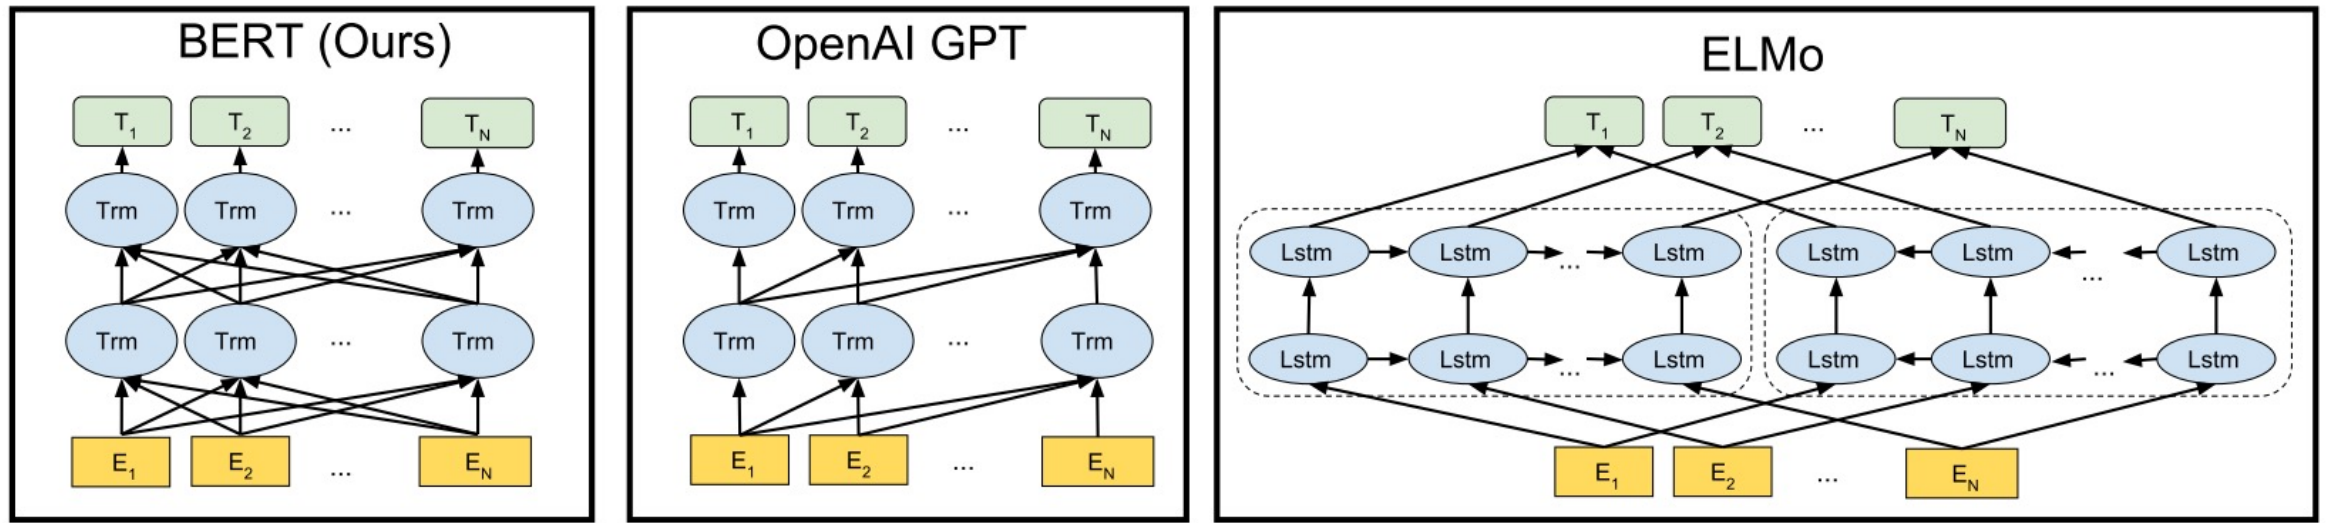 BERT (Ours)
T1 T2 ... TN
Trm Trm ... Trm
Trm Trm ... Trm
E1 E2 ... EN
OpenAI GPT
T1 T2 ... TN
Trm Trm ... Trm
Trm Trm ... Trm
E1 E2 ... EN
ELMo
T1 T2 ... TN
Lstm Lstm ... Lstm Lstm Lstm ... Lstm
Lstm Lstm ... Lstm Lstm Lstm ... Lstm
E1 E2 ... EN